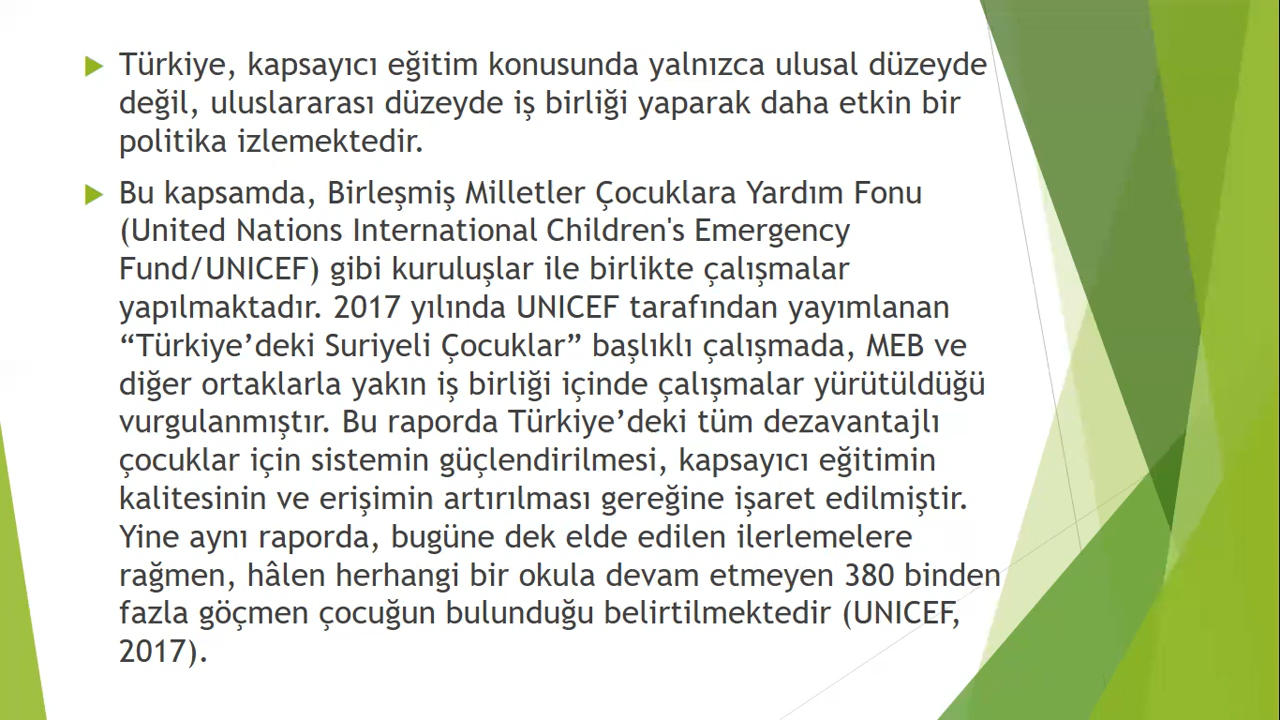 Türkiye, kapsayıcı eğitim konusunda yalnızca ulusal düzeyde
değil, uluslararası düzeyde iş birliği yaparak daha etkin bir
politika izlemektedir.
Bu kapsamda, Birleşmiş Milletler Çocuklara Yardım Fonu
(United Nations International Children's Emergency
Fund/UNICEF) gibi kuruluşlar ile birlikte çalışmalar
yapılmaktadır. 2017 yılında UNICEF tarafından yayımlanan
“Türkiye’deki Suriyeli Çocuklar” başlıklı çalışmada, MEB ve
diğer ortaklarla yakın iş birliği içinde çalışmalar yürütüldüğü
vurgulanmıştır. Bu raporda Türkiye’deki tüm dezavantajlı
çocuklar için sistemin güçlendirilmesi, kapsayıcı eğitimin
kalitesinin ve erişimin artırılması gereğine işaret edilmiştir.
Yine aynı raporda, bugüne dek elde edilen ilerlemelere
rağmen, hâlen herhangi bir okula devam etmeyen 380 binden
fazla göçmen çocuğun bulunduğu belirtilmektedir (UNICEF,
2017).